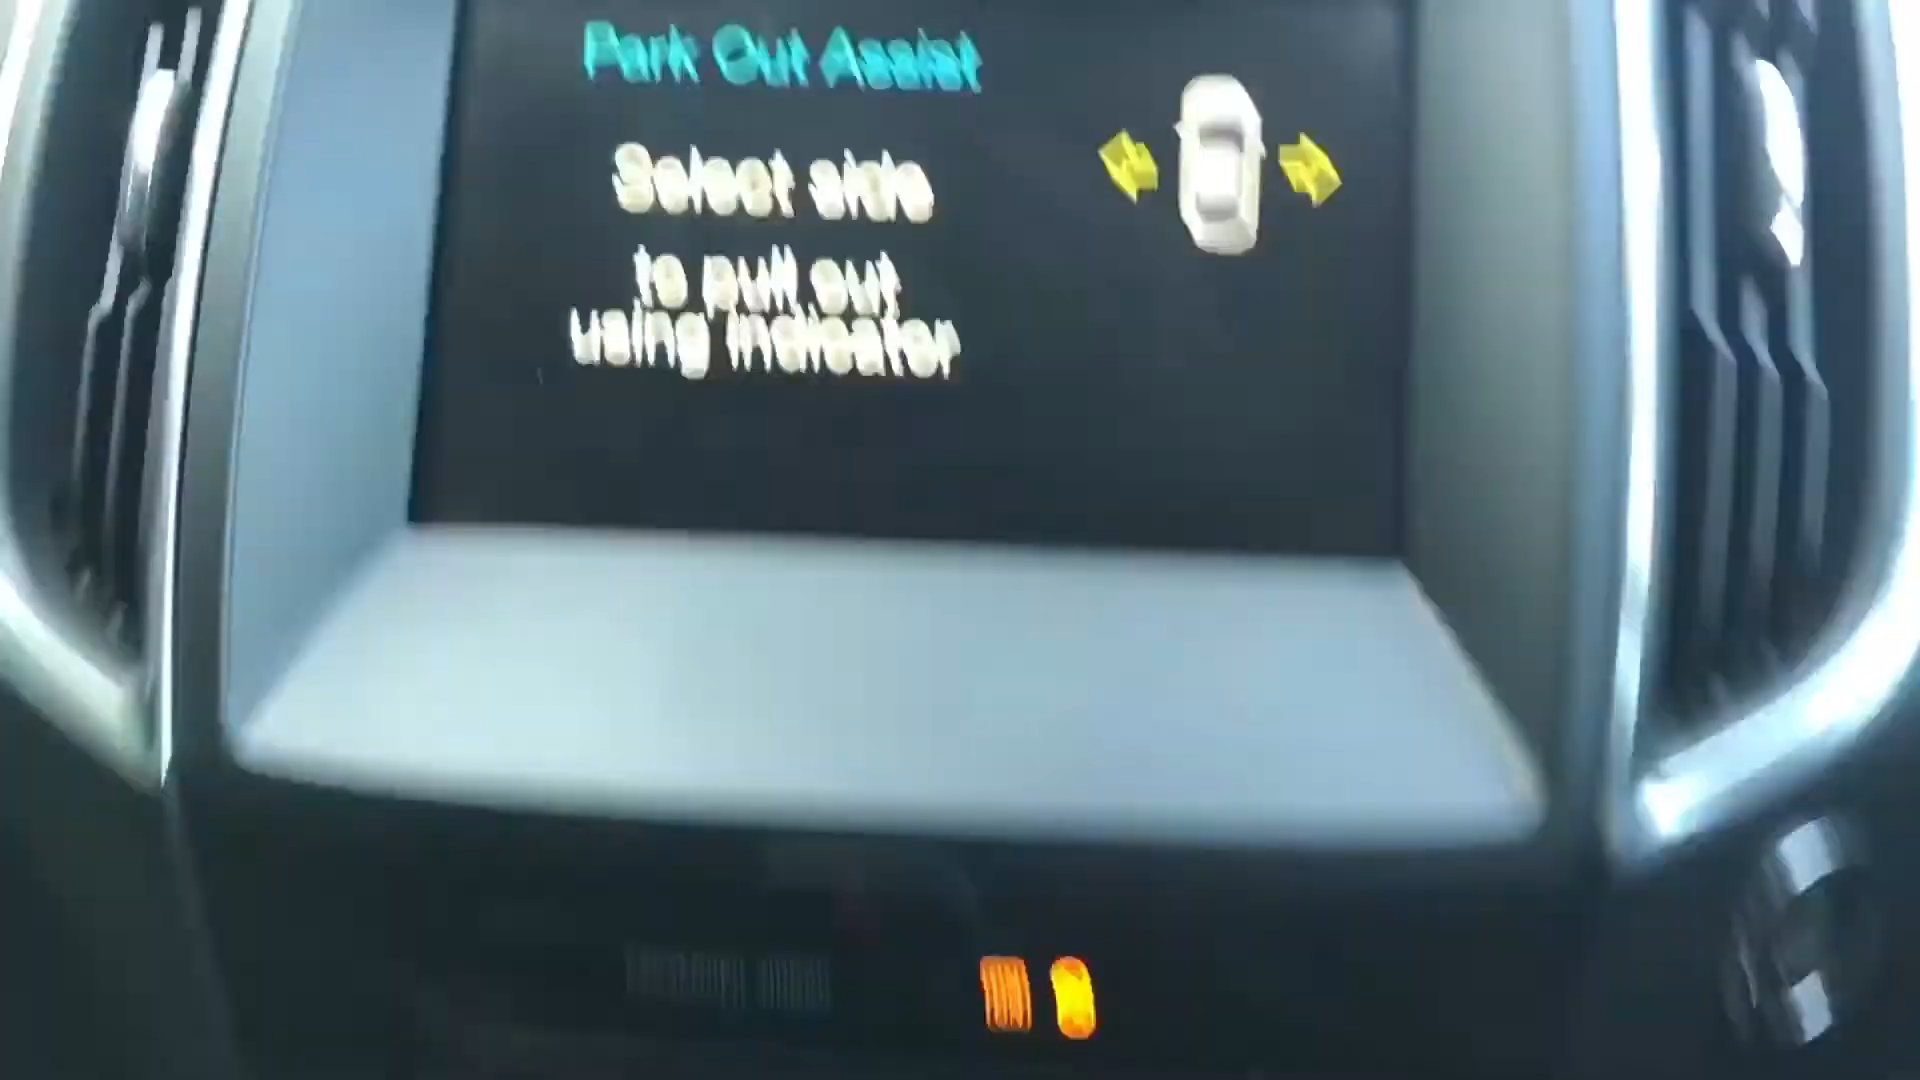 Park Out Assist
Select side
to pull out
using indicator